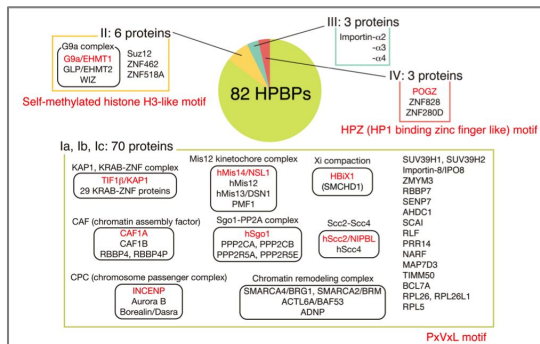 II: 6 proteins
G9a complex
G9a/EHMT1
GLP/EHMT2
WIZ
Suz12
ZNF462
ZNF518A
Self-methylated histone H3-like motif
82 HPBPs
III: 3 proteins
Importin-α2
-α3
-α4
IV: 3 proteins
POGZ
ZNF828
ZNF280D
HPZ (HP1 binding zinc finger like) motif
Ia, Ib, Ic: 70 proteins
KAP1, KRAB-ZNF complex
TIF1β/KAP1
29 KRAB-ZNF proteins
Mis12 kinetochore complex
hMis14/NSL1
hMis12
hMis13/DSN1
PMF1
Xi compaction
HBiX1
(SMCHD1)
CAF (chromatin assembly factor)
CAF1A
CAF1B
RBBP4, RBBP4P
Sgo1-PP2A complex
hSgo1
PPP2CA, PPP2CB
PPP2R5A, PPP2R5E
Scc2-Scc4
hScc2/NIPBL
hScc4
CPC (chromosome passenger complex)
INCENP
Aurora B
Borealin/Dasra
Chromatin remodeling complex
SMARCA4/BRG1, SMARCA2/BRM
ACTL6A/BAF53
ADNP
SUV39H1, SUV39H2
Importin-8/IPO8
ZMYM3
RBBP7
SENP7
AHDC1
SCAI
RLF
PRR14
NARF
MAP7D3
TIMM50
BCL7A
RPL26, RPL26L1
RPL5
PxVxL motif